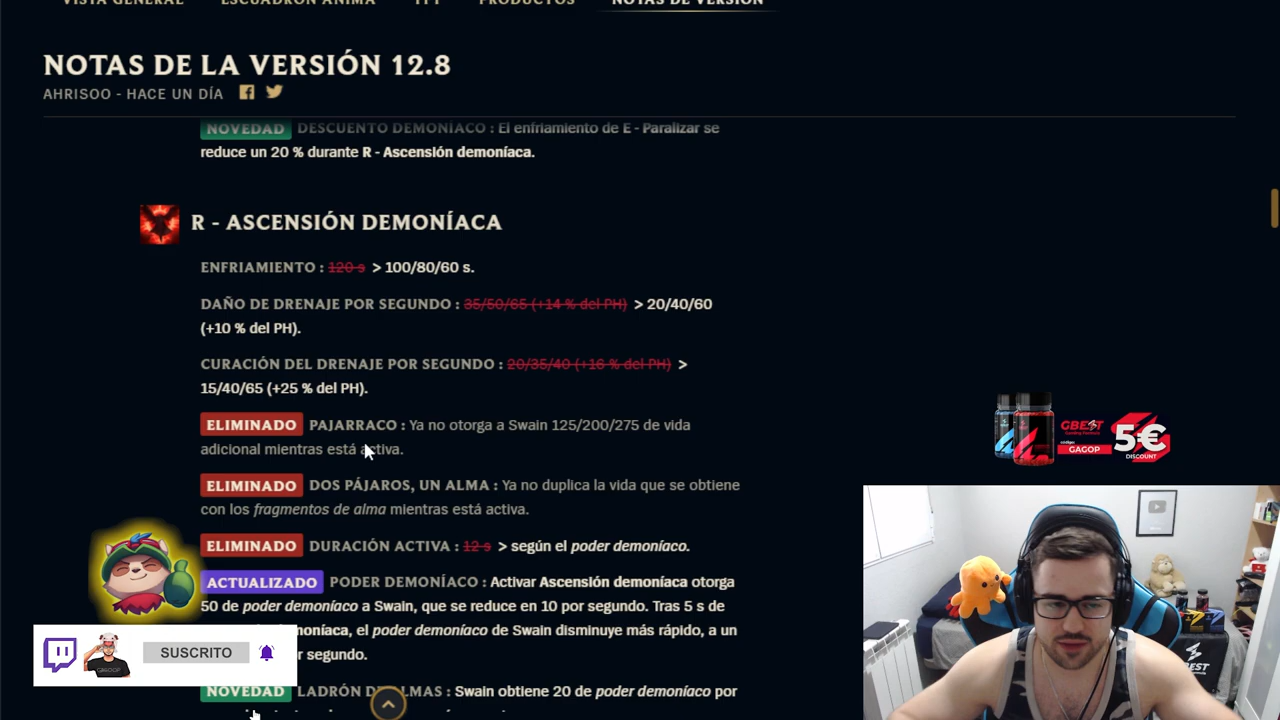 VISTA GENERAL ESCUADRÓN ANIMA TFT PRODUCTOS NOTAS DE VERSIÓN
NOTAS DE LA VERSIÓN 12.8
AHRISOO - HACE UN DÍA
NOVEDAD DESCUENTO DEMONÍACO : El enfriamiento de E - Paralizar se
reduce un 20 % durante R - Ascensión demoníaca.
R - ASCENSIÓN DEMONÍACA
ENFRIAMIENTO : 120 s > 100/80/60 s.
DAÑO DE DRENAJE POR SEGUNDO : 35/50/65 (+14 % del PH) > 20/40/60
(+10 % del PH).
CURACIÓN DEL DRENAJE POR SEGUNDO : 20/35/40 (+16 % del PH) >
15/40/65 (+25 % del PH).
ELIMINADO PAJARRACO : Ya no otorga a Swain 125/200/275 de vida
adicional mientras está activa.
ELIMINADO DOS PÁJAROS, UN ALMA : Ya no duplica la vida que se obtiene
con los fragmentos de alma mientras está activa.
ELIMINADO DURACIÓN ACTIVA : 12 s > según el poder demoníaco.
ACTUALIZADO PODER DEMONÍACO : Activar Ascensión demoníaca otorga
50 de poder demoníaco a Swain, que se reduce en 10 por segundo. Tras 5 s de
moníaca, el poder demoníaco de Swain disminuye más rápido, a un
r segundo.
NOVEDAD LADRÓN DE ALMAS : Swain obtiene 20 de poder demoníaco por
SUSCRITO
GBEST
código:
GAGOP
5€
DISCOUNT